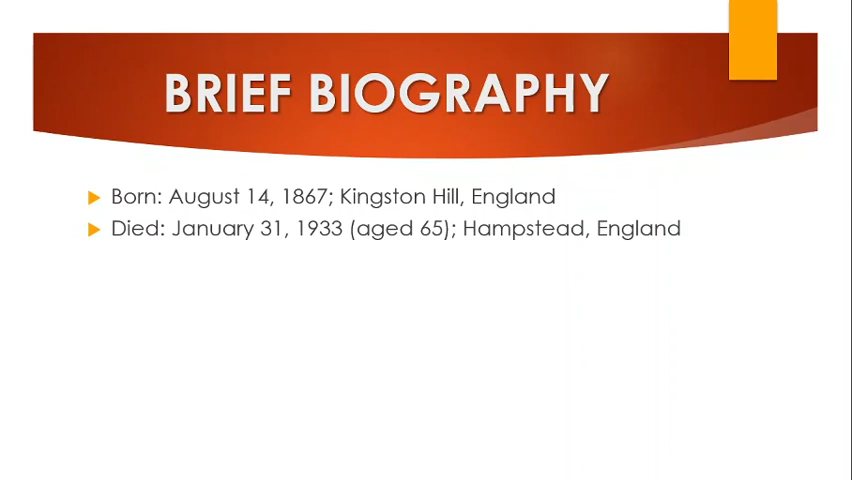 BRIEF BIOGRAPHY
Born: August 14, 1867; Kingston Hill, England
Died: January 31, 1933 (aged 65); Hampstead, England